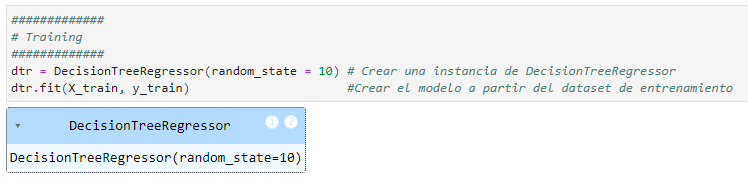 #############
# Training
#############
dtr = DecisionTreeRegressor(random_state = 10) # Crear una instancia de DecisionTreeRegressor
dtr.fit(X_train, y_train) #Crear el modelo a partir del dataset de entrenamiento
▾ DecisionTreeRegressor i ?
DecisionTreeRegressor(random_state=10)